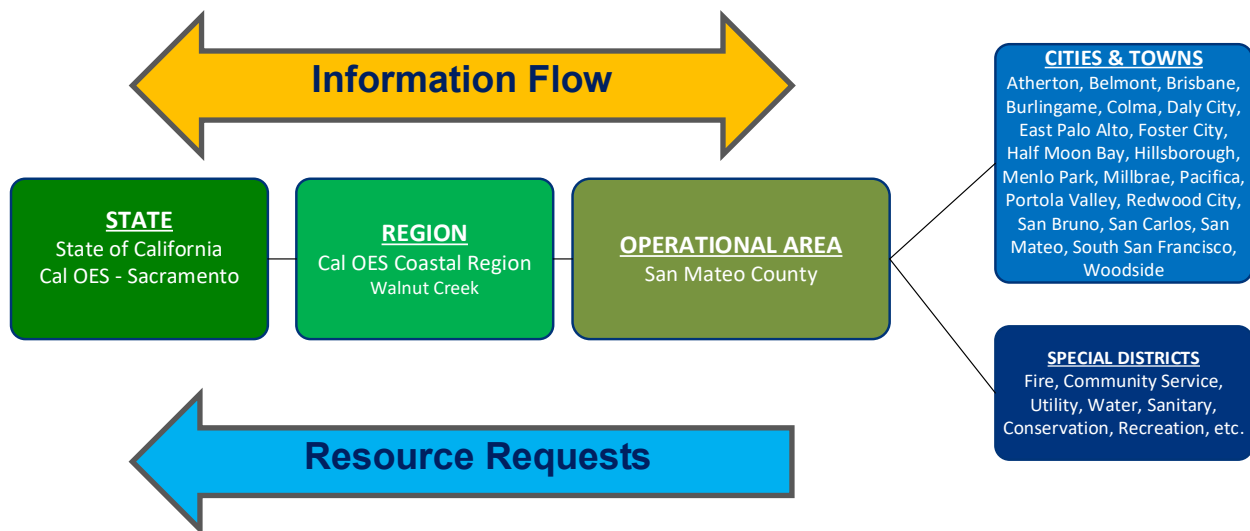 Information Flow
CITIES & TOWNS
Atherton, Belmont, Brisbane,
Burlingame, Colma, Daly City,
East Palo Alto, Foster City,
Half Moon Bay, Hillsborough,
Menlo Park, Millbrae, Pacifica,
Portola Valley, Redwood City,
San Bruno, San Carlos, San
Mateo, South San Francisco,
Woodside
STATE
State of California
Cal OES - Sacramento
REGION
Cal OES Coastal Region
Walnut Creek
OPERATIONAL AREA
San Mateo County
SPECIAL DISTRICTS
Fire, Community Service,
Utility, Water, Sanitary,
Conservation, Recreation, etc.
Resource Requests